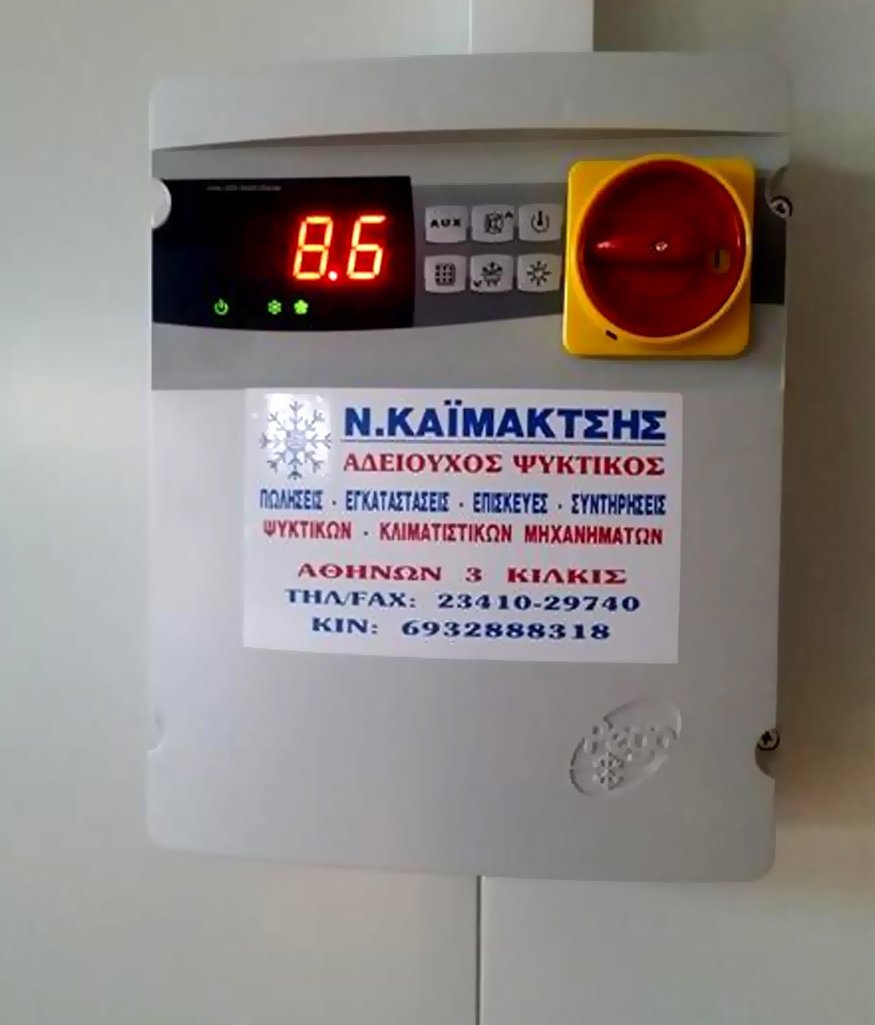 8.6
AUX
Ν.ΚΑΪΜΑΚΤΣΗΣ
ΑΔΕΙΟΥΧΟΣ ΨΥΚΤΙΚΟΣ
ΠΩΛΗΣΕΙΣ · ΕΓΚΑΤΑΣΤΑΣΕΙΣ · ΕΠΙΣΚΕΥΕΣ · ΣΥΝΤΗΡΗΣΕΙΣ
ΨΥΚΤΙΚΩΝ · ΚΛΙΜΑΤΙΣΤΙΚΩΝ ΜΗΧΑΝΗΜΑΤΩΝ
ΑΘΗΝΩΝ 3 ΚΙΛΚΙΣ
ΤΗΛ/FAX: 23410-29740
ΚΙΝ: 6932888318